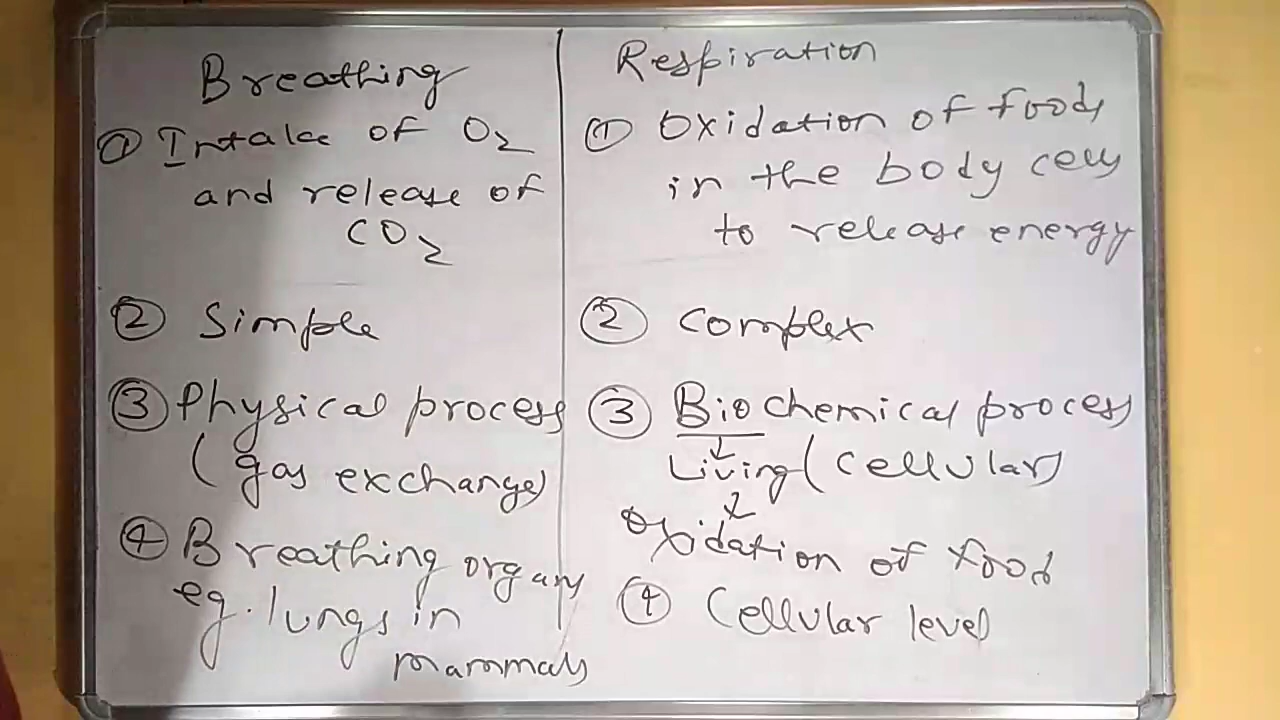 Breathing
① Intake of O₂
and release of
CO₂
② Simple
③ Physical process
(gas exchange)
④ Breathing organs
eg. lungs in
mammals
Respiration
① Oxidation of foods
in the body cells
to release energy
② Complex
③ Biochemical process
Living (Cellular)
Oxidation of food
④ Cellular level